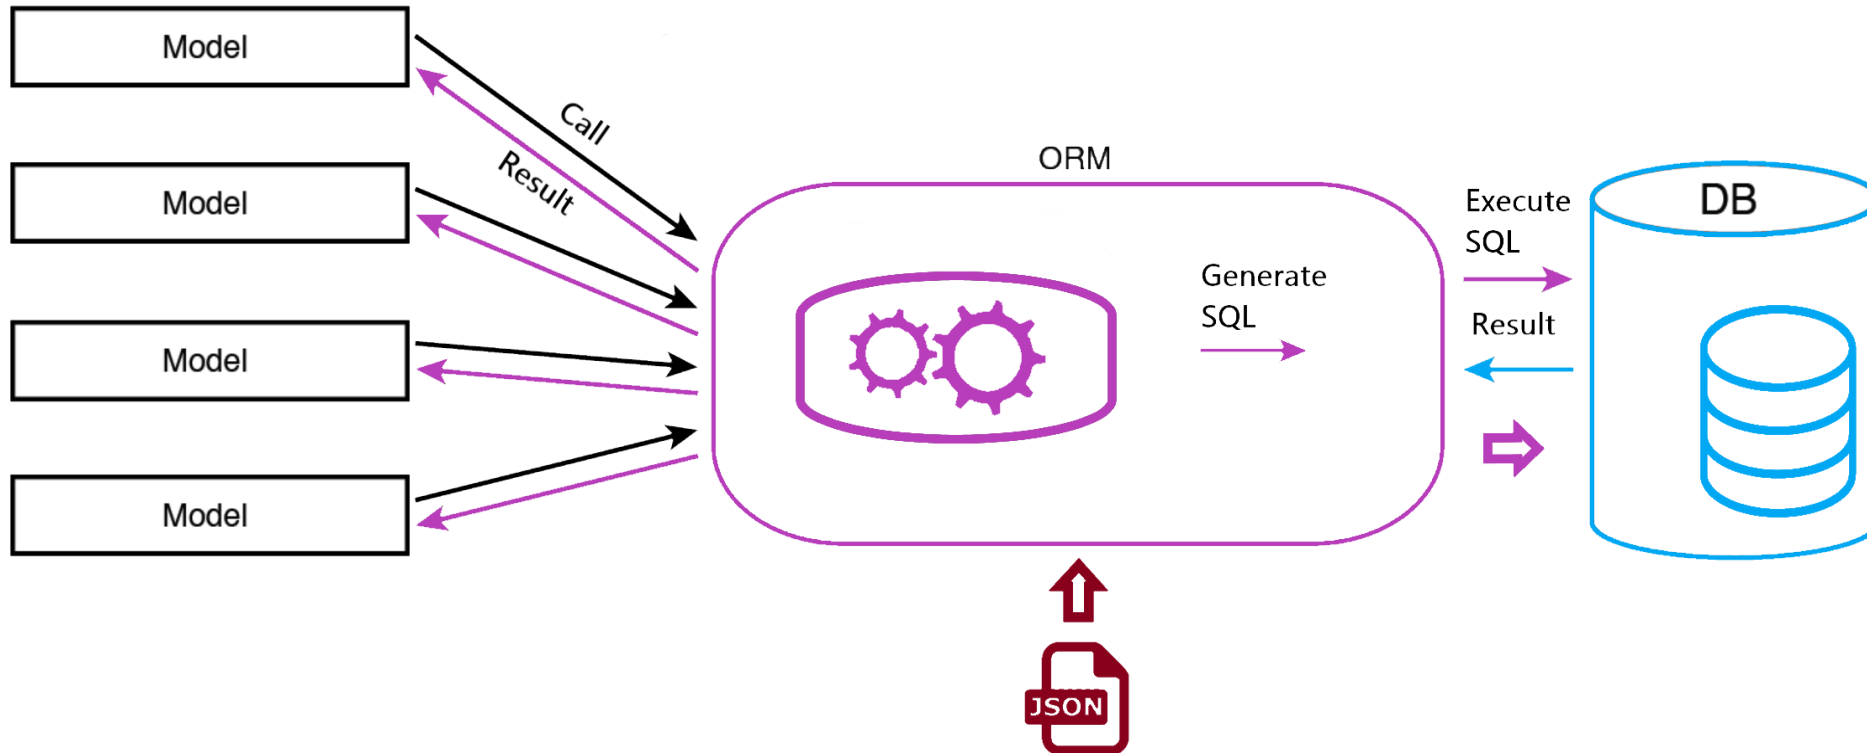 Model
Call
Result
Model
Model
Model
ORM
Generate
SQL
Execute
SQL
Result
DB
JSON